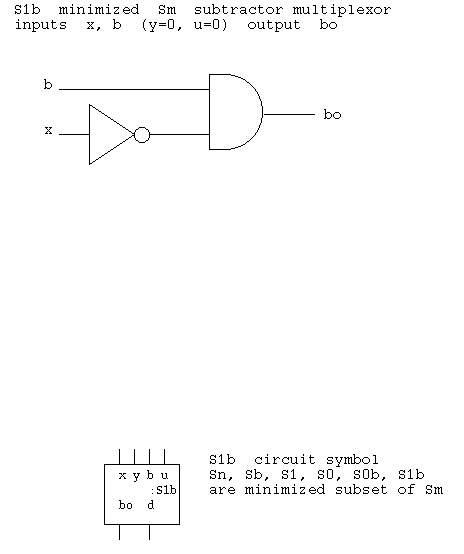 S1b minimized Sm subtractor multiplexor
inputs x, b (y=0, u=0) output bo
b
bo
x
S1b circuit symbol
x y b u
Sn, Sb, S1, S0, S0b, S1b
:S1b
are minimized subset of Sm
bo d